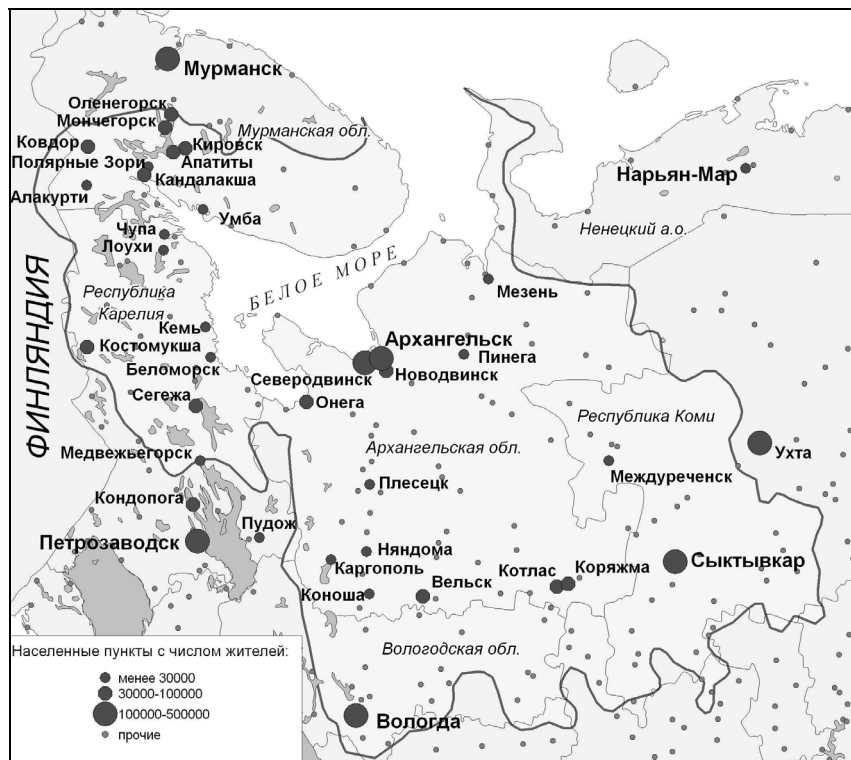 Мурманск
Оленегорск
Мончегорск
Мурманская обл.
Ковдор
Кировск
Полярные Зори
Апатиты
Кандалакша
Алакурти
Умба
Нарьян-Мар
Ненецкий а.о.
Чупа
Лоухи
БЕЛОЕ МОРЕ
Мезень
Республика
Карелия
ФИНЛЯНДИЯ
Кемь
Костомукша
Беломорск
Архангельск
Пинега
Северодвинск
Новодвинск
Сегежа
Онега
Республика Коми
Медвежьегорск
Архангельская обл.
Ухта
Междуреченск
Плесецк
Кондопога
Пудож
Петрозаводск
Няндома
Каргополь
Сыктывкар
Коноша
Вельск
Котлас
Коряжма
Вологодская обл.
Вологда
Населенные пункты с числом жителей:
менее 30000
30000-100000
100000-500000
прочие